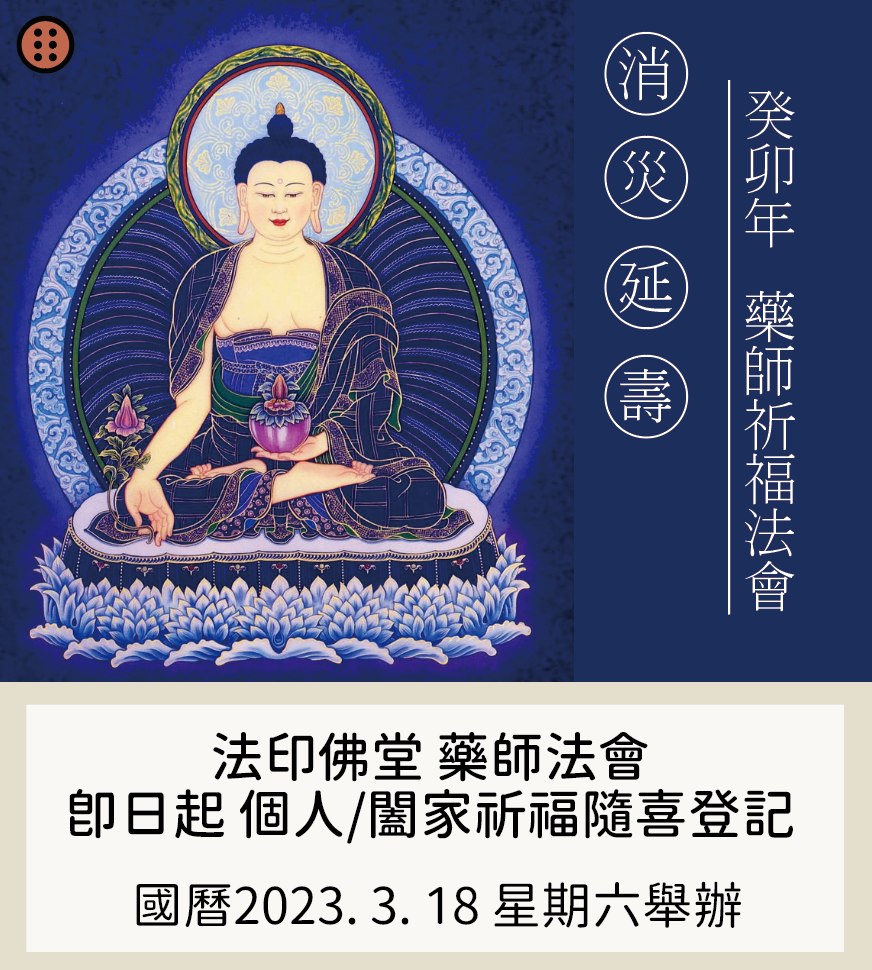 癸卯年　藥師祈福法會
消災延壽
法印佛堂 藥師法會
即日起 個人/闔家祈福隨喜登記
國曆2023. 3. 18 星期六舉辦